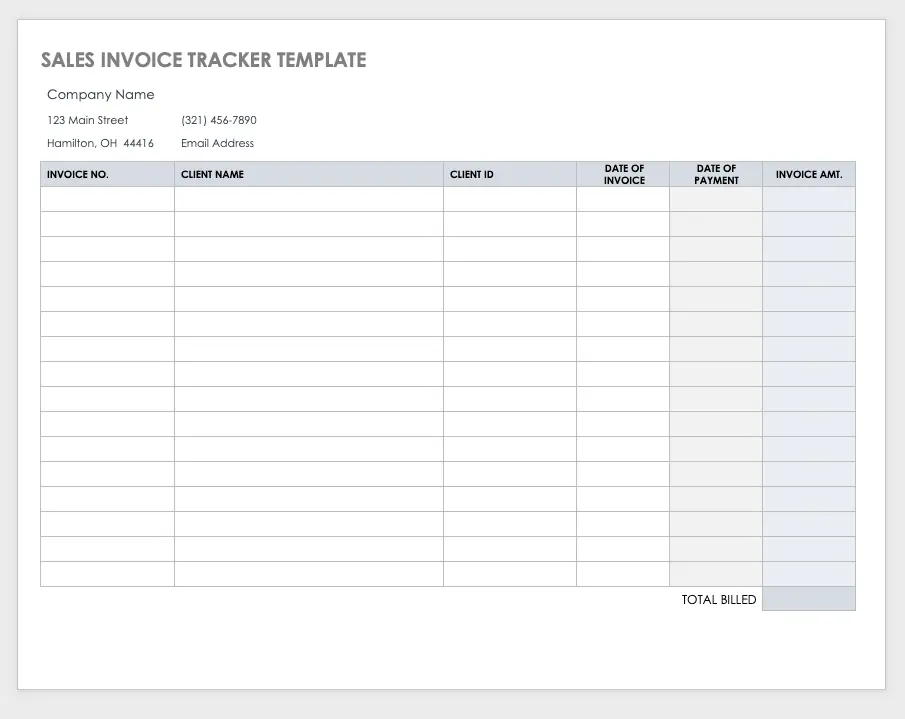 SALES INVOICE TRACKER TEMPLATE
Company Name
123 Main Street (321) 456-7890
Hamilton, OH 44416 Email Address
INVOICE NO. CLIENT NAME CLIENT ID DATE OF INVOICE DATE OF PAYMENT INVOICE AMT.
TOTAL BILLED